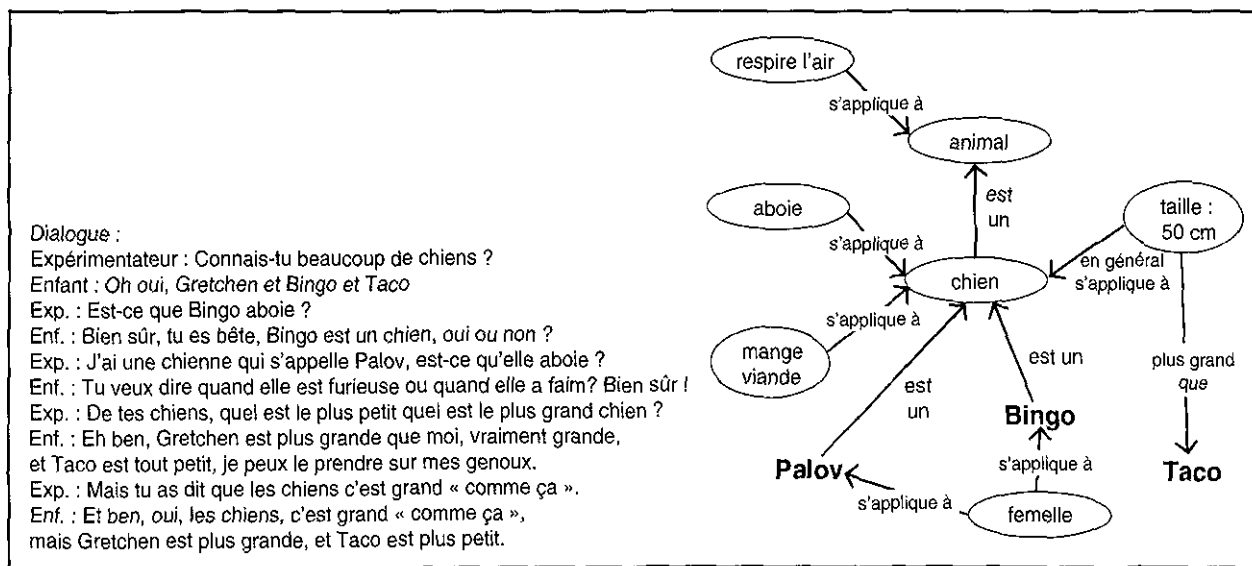 Dialogue :
Expérimentateur : Connais-tu beaucoup de chiens ?
Enfant : Oh oui, Gretchen et Bingo et Taco
Exp. : Est-ce que Bingo aboie ?
Enf. : Bien sûr, tu es bête, Bingo est un chien, oui ou non ?
Exp. : J'ai une chienne qui s'appelle Palov, est-ce qu'elle aboie ?
Enf. : Tu veux dire quand elle est furieuse ou quand elle a faim? Bien sûr !
Exp. : De tes chiens, quel est le plus petit quel est le plus grand chien ?
Enf. : Eh ben, Gretchen est plus grande que moi, vraiment grande,
et Taco est tout petit, je peux le prendre sur mes genoux.
Exp. : Mais tu as dit que les chiens c'est grand « comme ça ».
Enf. : Et ben, oui, les chiens, c'est grand « comme ça »,
mais Gretchen est plus grande, et Taco est plus petit.
respire l'air
s'applique à
animal
est
un
aboie
s'applique à
taille :
50 cm
en général
s'applique à
chien
s'applique à
mange
viande
est
un
est un
plus grand
que
Bingo
s'applique à
Palov
Taco
s'applique à
femelle